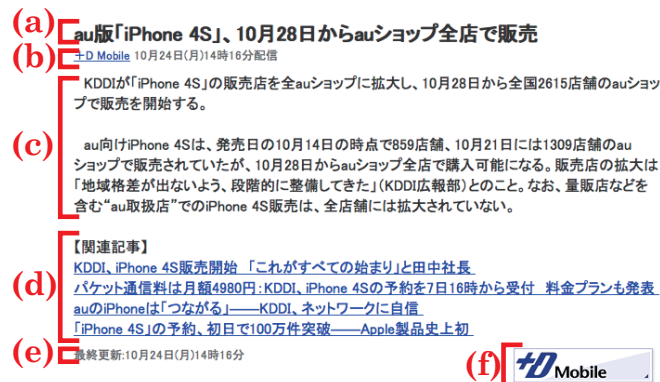 (a) au版「iPhone 4S」、10月28日からauショップ全店で販売
(b) +D Mobile 10月24日(月)14時16分配信
KDDIが「iPhone 4S」の販売店を全auショップに拡大し、10月28日から全国2615店舗のauショッ
プで販売を開始する。
(c) au向けiPhone 4Sは、発売日の10月14日の時点で859店舗、10月21日には1309店舗のau
ショップで販売されていたが、10月28日からauショップ全店で購入可能になる。販売店の拡大は
「地域格差が出ないよう、段階的に整備してきた」(KDDI広報部)とのこと。なお、量販店などを
含む“au取扱店”でのiPhone 4S販売は、全店舗には拡大されていない。
【関連記事】
KDDI、iPhone 4S販売開始 「これがすべての始まり」と田中社長
(d) パケット通信料は月額4980円:KDDI、iPhone 4Sの予約を7日16時から受付 料金プランも発表
auのiPhoneは「つながる」――KDDI、ネットワークに自信
「iPhone 4S」の予約、初日で100万件突破――Apple製品史上初
(e) 最終更新:10月24日(月)14時16分
(f) +D Mobile